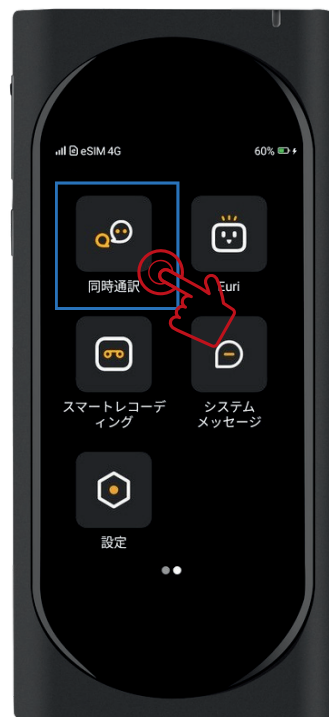 eSIM 4G 60%
同時通訳 Euri
スマートレコーデ システム
ィング メッセージ
設定